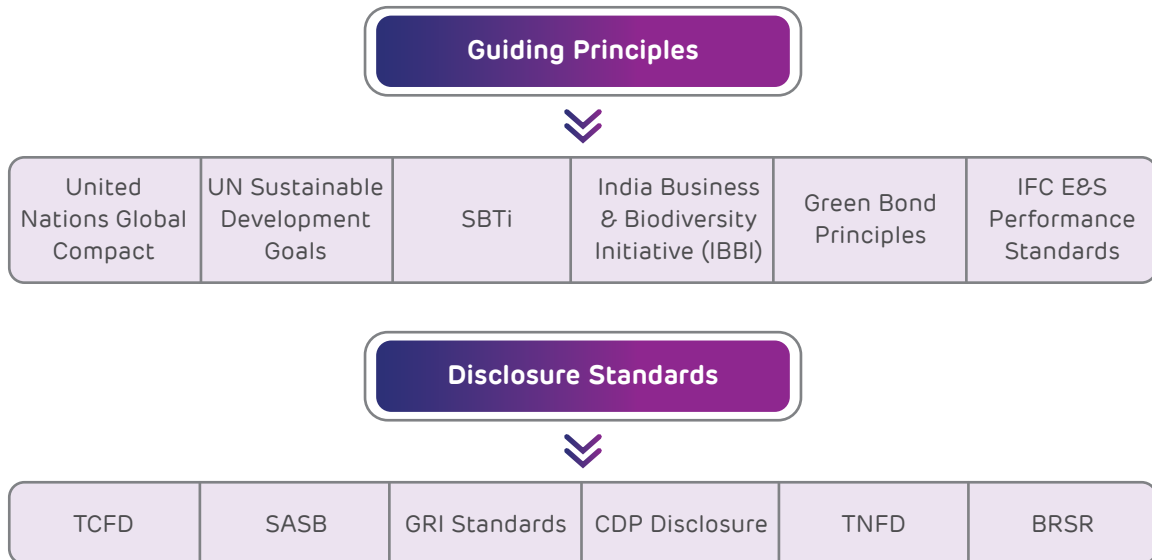 Guiding Principles
United
Nations Global
Compact
UN Sustainable
Development
Goals
SBTi
India Business
& Biodiversity
Initiative (IBBI)
Green Bond
Principles
IFC E&S
Performance
Standards
Disclosure Standards
TCFD
SASB
GRI Standards
CDP Disclosure
TNFD
BRSR